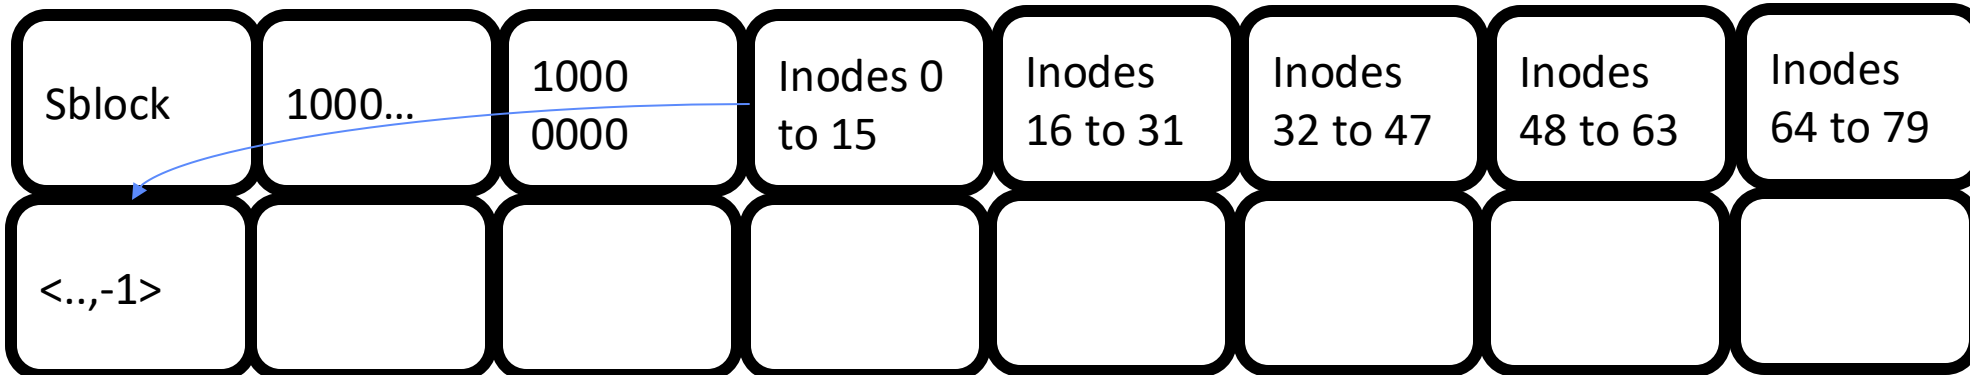 Sblock
1000...
1000
0000
Inodes 0
to 15
Inodes
16 to 31
Inodes
32 to 47
Inodes
48 to 63
Inodes
64 to 79
<..,-1>